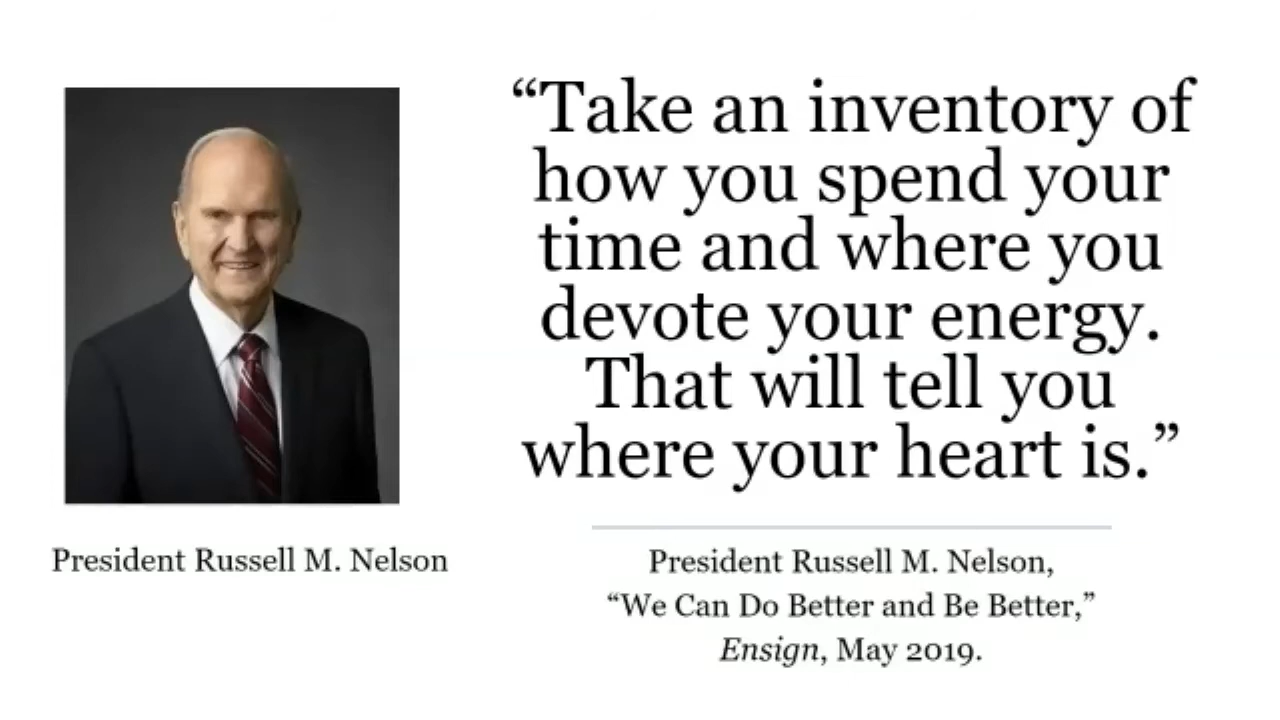 “Take an inventory of
how you spend your
time and where you
devote your energy.
That will tell you
where your heart is.”
President Russell M. Nelson
President Russell M. Nelson,
“We Can Do Better and Be Better,”
Ensign, May 2019.